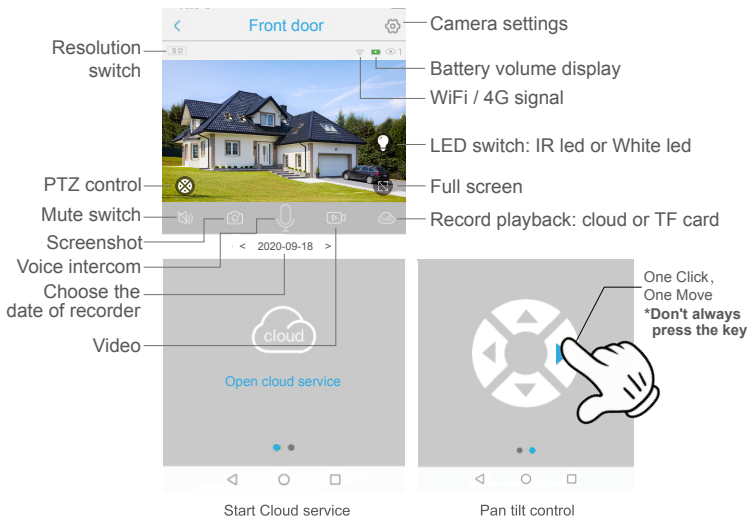 Front door
Camera settings
Resolution
switch
SD
1
Battery volume display
WiFi / 4G signal
LED switch: IR led or White led
PTZ control
Full screen
Mute switch
Record playback: cloud or TF card
Screenshot
< 2020-09-18 >
Voice intercom
Choose the
date of recorder
Video
cloud
Open cloud service
One Click,
One Move
*Don't always
press the key
Start Cloud service
Pan tilt control